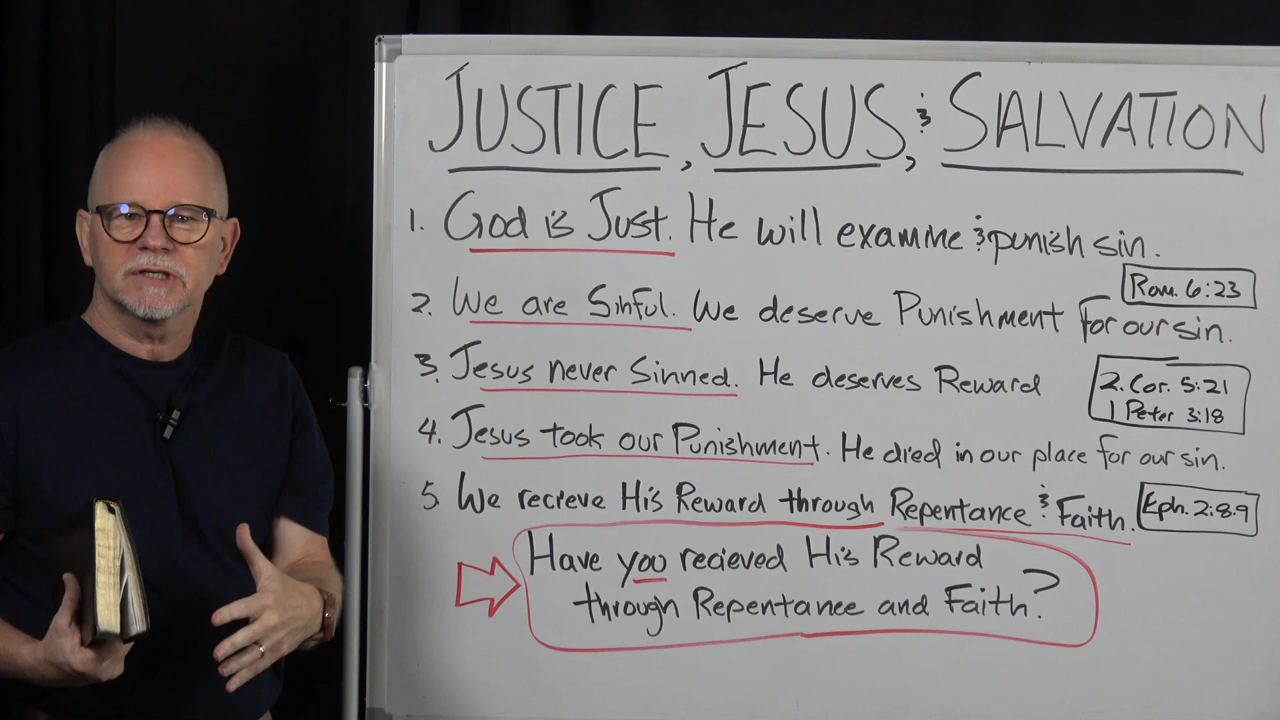 JUSTICE, JESUS, & SALVATION
1. God is Just. He will examine & punish sin.
Rom. 6:23
2. We are Sinful. We deserve Punishment for our sin.
3. Jesus never Sinned. He deserves Reward
2. Cor. 5:21
1 Peter 3:18
4. Jesus took our Punishment. He died in our place for our sin.
5 We recieve His Reward through Repentance & Faith.
Eph. 2:8.9
Have you recieved His Reward
through Repentance and Faith?